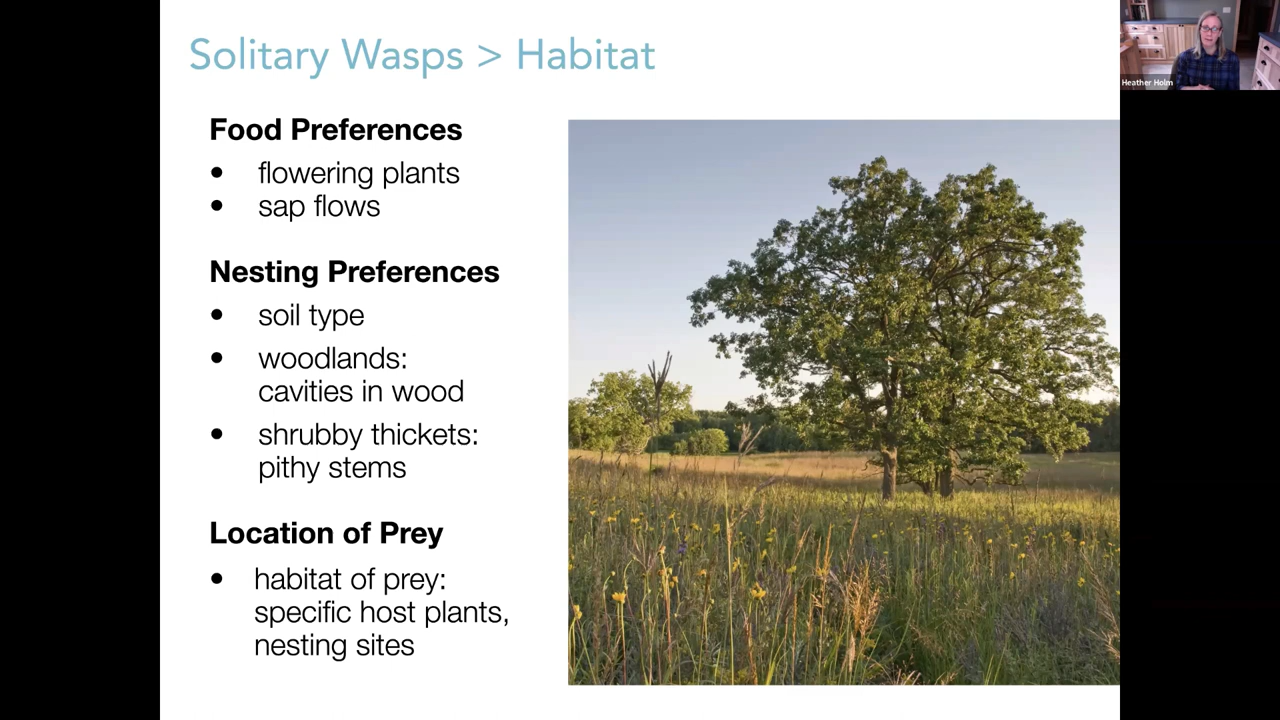 Solitary Wasps > Habitat
Heather Holm
Food Preferences
• flowering plants
• sap flows
Nesting Preferences
• soil type
• woodlands:
cavities in wood
• shrubby thickets:
pithy stems
Location of Prey
• habitat of prey:
specific host plants,
nesting sites